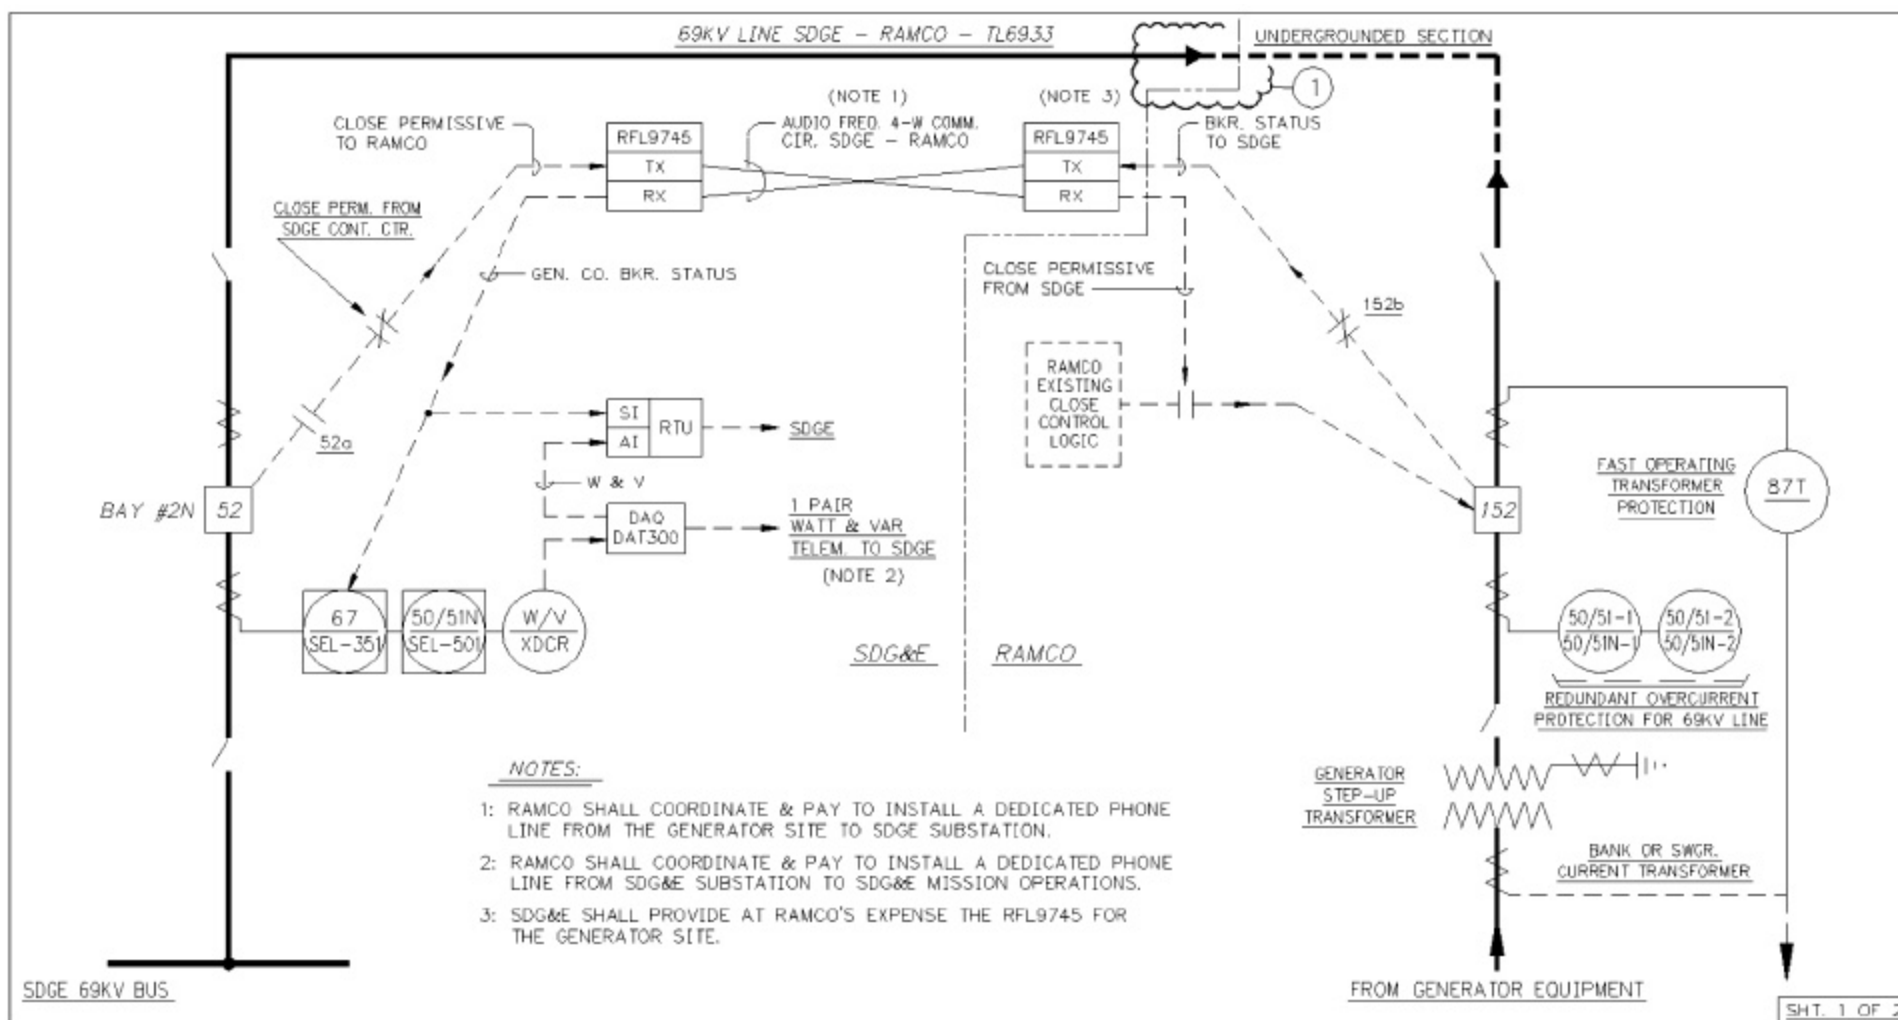 69KV LINE SDGE - RAMCO - TL6933
UNDERGROUNDED SECTION
1
(NOTE 1)
(NOTE 3)
CLOSE PERMISSIVE
TO RAMCO
RFL9745
TX
RX
AUDIO FREQ. 4-W COMM.
CIR. SDGE - RAMCO
RFL9745
TX
RX
BKR. STATUS
TO SDGE
CLOSE PERM. FROM
SDGE CONT. CTR.
GEN. CO. BKR. STATUS
CLOSE PERMISSIVE
FROM SDGE
152b
RAMCO
EXISTING
CLOSE
CONTROL
LOGIC
52a
SI
AI
RTU
SDGE
W & V
BAY #2N
52
DAQ
DAT300
1 PAIR
WATT & VAR
TELEM. TO SDGE
(NOTE 2)
152
FAST OPERATING
TRANSFORMER
PROTECTION
87T
67
SEL-351
50/51N
SEL-501
W/V
XDCR
SDG&E
RAMCO
50/51-1
50/51N-1
50/51-2
50/51N-2
REDUNDANT OVERCURRENT
PROTECTION FOR 69KV LINE
NOTES:
1: RAMCO SHALL COORDINATE & PAY TO INSTALL A DEDICATED PHONE
LINE FROM THE GENERATOR SITE TO SDGE SUBSTATION.
2: RAMCO SHALL COORDINATE & PAY TO INSTALL A DEDICATED PHONE
LINE FROM SDG&E SUBSTATION TO SDG&E MISSION OPERATIONS.
3: SDG&E SHALL PROVIDE AT RAMCO'S EXPENSE THE RFL9745 FOR
THE GENERATOR SITE.
GENERATOR
STEP-UP
TRANSFORMER
BANK OR SWGR.
CURRENT TRANSFORMER
SDGE 69KV BUS
FROM GENERATOR EQUIPMENT
SHT. 1 OF